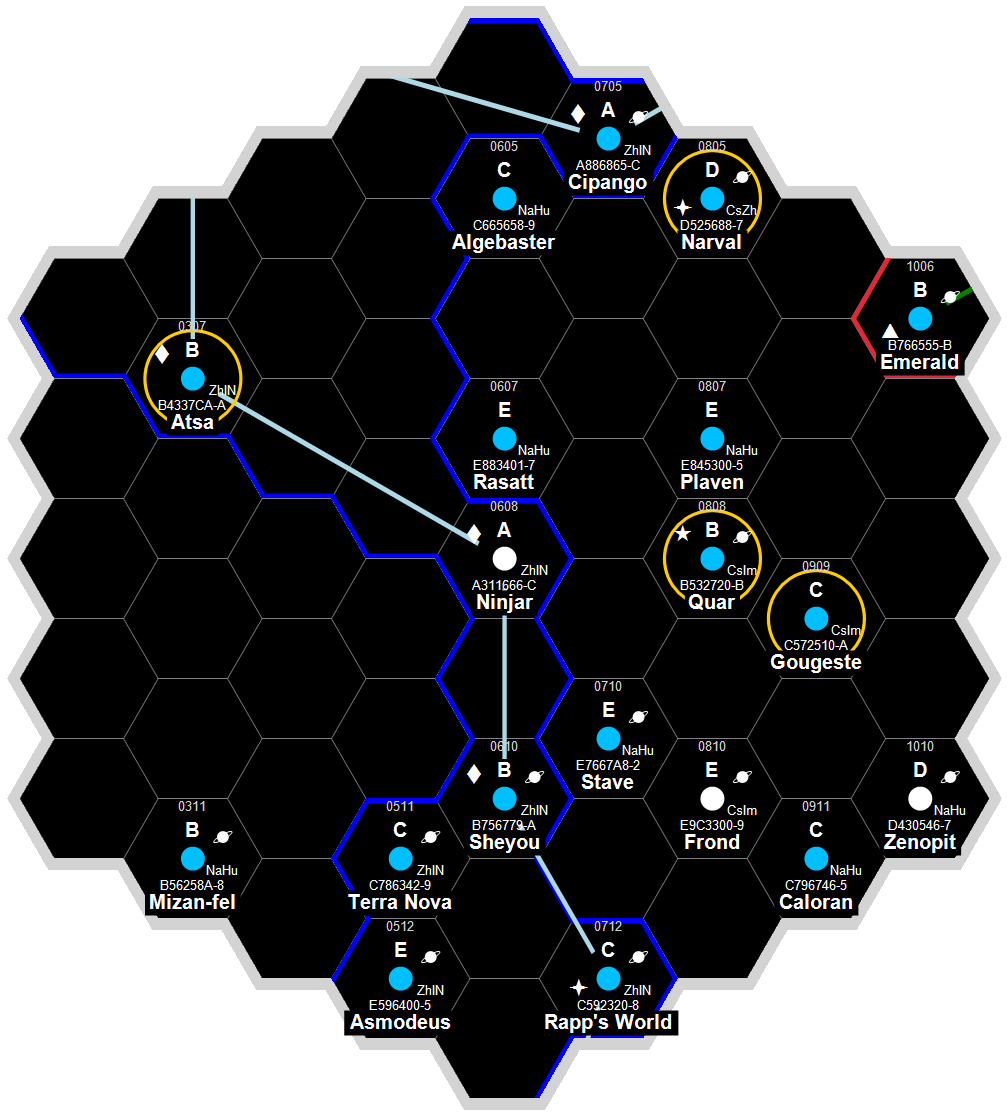 0705
A
ZhIN
A886865-C
Cipango
0605
C
NaHu
C665658-9
Algebaster
0805
D
CsZh
D525688-7
Narval
1006
B
B766555-B
Emerald
0307
B
ZhIN
B4337CA-A
Atsa
0607
E
NaHu
E883401-7
Rasatt
0807
E
NaHu
E845300-5
Plaven
0608
A
ZhIN
A311666-C
Ninjar
0808
B
CsIm
B532720-B
Quar
0909
C
CsIm
C572510-A
Gougeste
0710
E
NaHu
E7667A8-2
Stave
0610
B
ZhIN
B756779-A
Sheyou
0810
E
CsIm
E9C3300-9
Frond
1010
D
NaHu
D430546-7
Zenopit
0311
B
NaHu
B56258A-8
Mizan-fel
0511
C
ZhIN
C786342-9
Terra Nova
0911
C
NaHu
C796746-5
Caloran
0512
E
ZhIN
E596400-5
Asmodeus
0712
C
ZhIN
C592320-8
Rapp's World